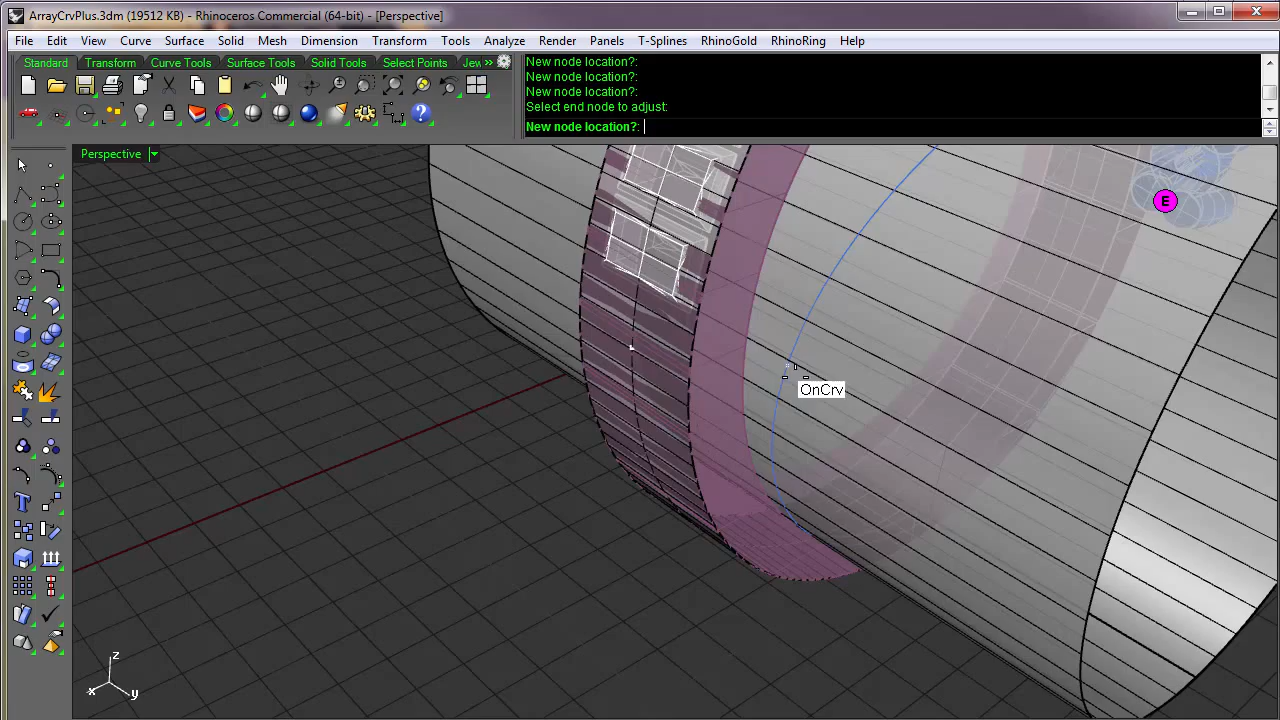 ArrayCrvPlus.3dm (19512 KB) - Rhinoceros Commercial (64-bit) - [Perspective]
File Edit View Curve Surface Solid Mesh Dimension Transform Tools Analyze Render Panels T-Splines RhinoGold RhinoRing Help
Standard Transform Curve Tools Surface Tools Solid Tools Select Points Jew »
New node location?:
New node location?:
New node location?:
Select end node to adjust:
New node location?:
Perspective
E
OnCrv
z
x
y